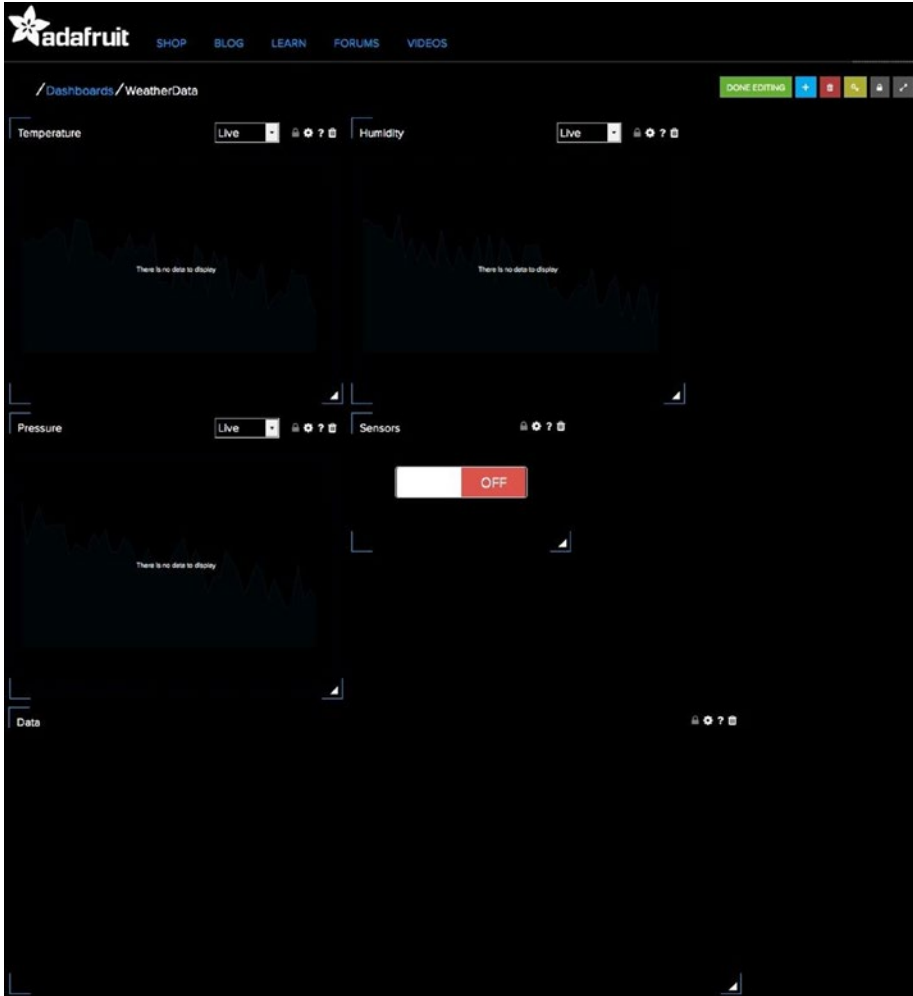 adafruit SHOP BLOG LEARN FORUMS VIDEOS
/Dashboards/WeatherData DONE EDITING +
Temperature Live ? Humidity Live ?
There is no data to display There is no data to display
Pressure Live ? Sensors ?
OFF
There is no data to display
Data ?